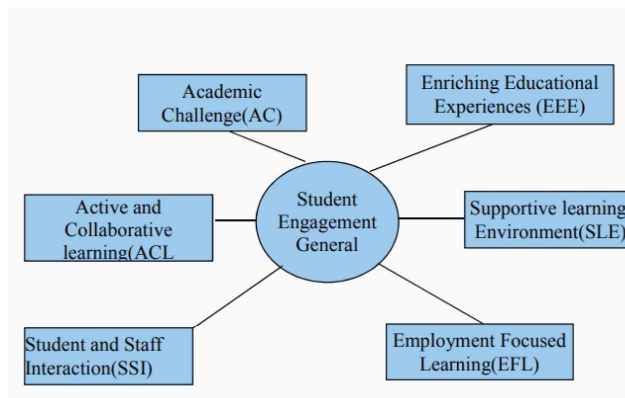 Academic
Challenge(AC)
Enriching Educational
Experiences (EEE)
Active and
Collaborative
learning(ACL
Student
Engagement
General
Supportive learning
Environment(SLE)
Student and Staff
Interaction(SSI)
Employment Focused
Learning(EFL)